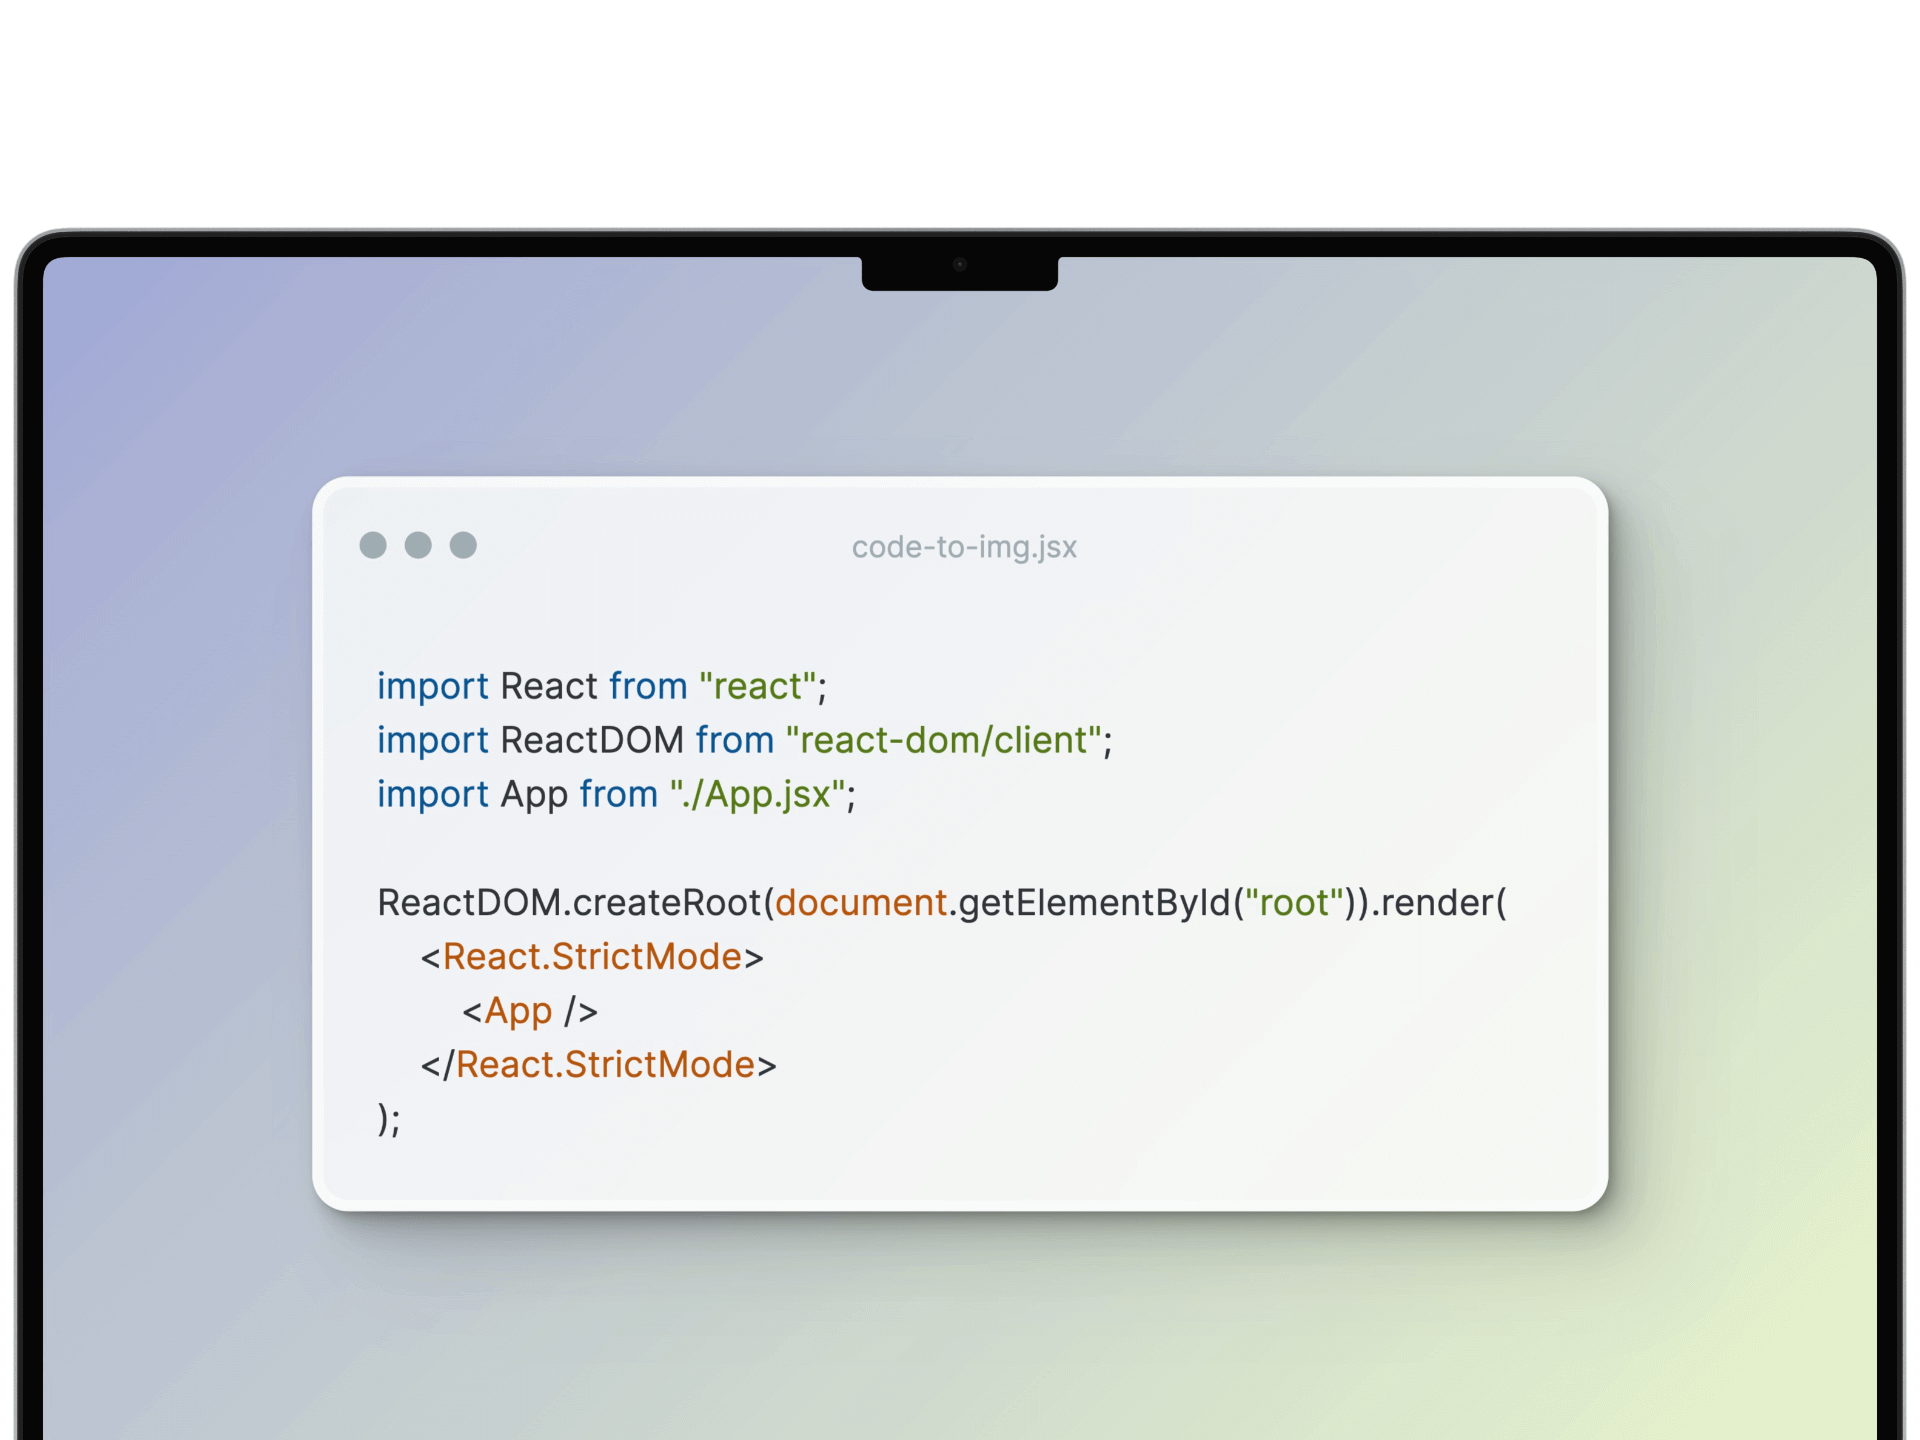 code-to-img.jsx
import React from "react";
import ReactDOM from "react-dom/client";
import App from "./App.jsx";
ReactDOM.createRoot(document.getElementById("root")).render(
<React.StrictMode>
<App />
</React.StrictMode>
);